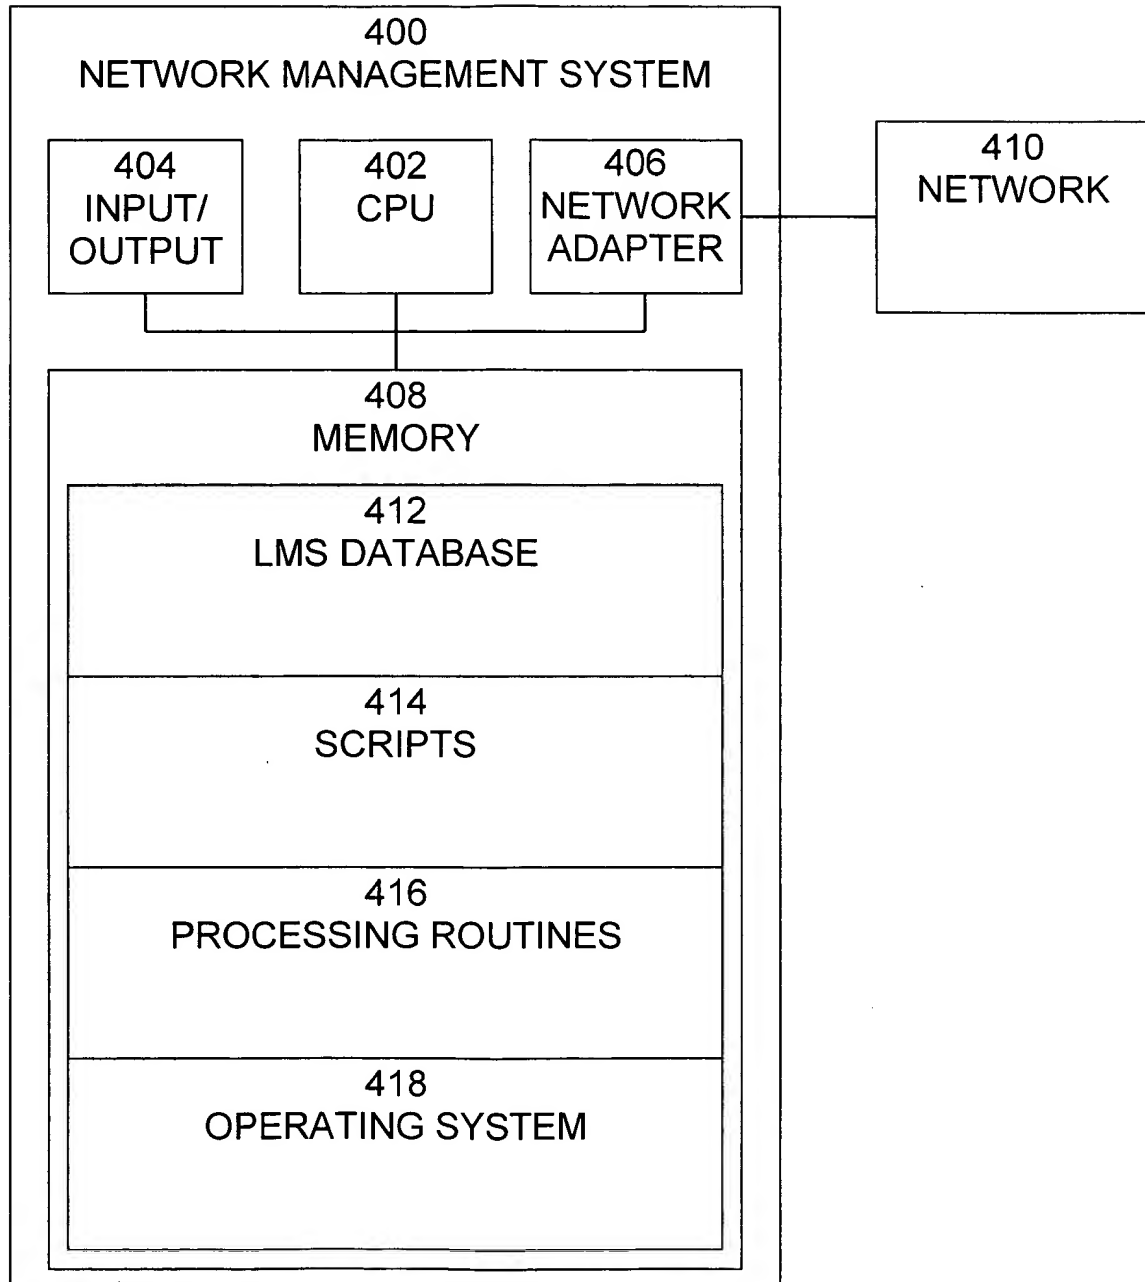 400
NETWORK MANAGEMENT SYSTEM
404
INPUT/
OUTPUT
402
CPU
406
NETWORK
ADAPTER
410
NETWORK
408
MEMORY
412
LMS DATABASE
414
SCRIPTS
416
PROCESSING ROUTINES
418
OPERATING SYSTEM